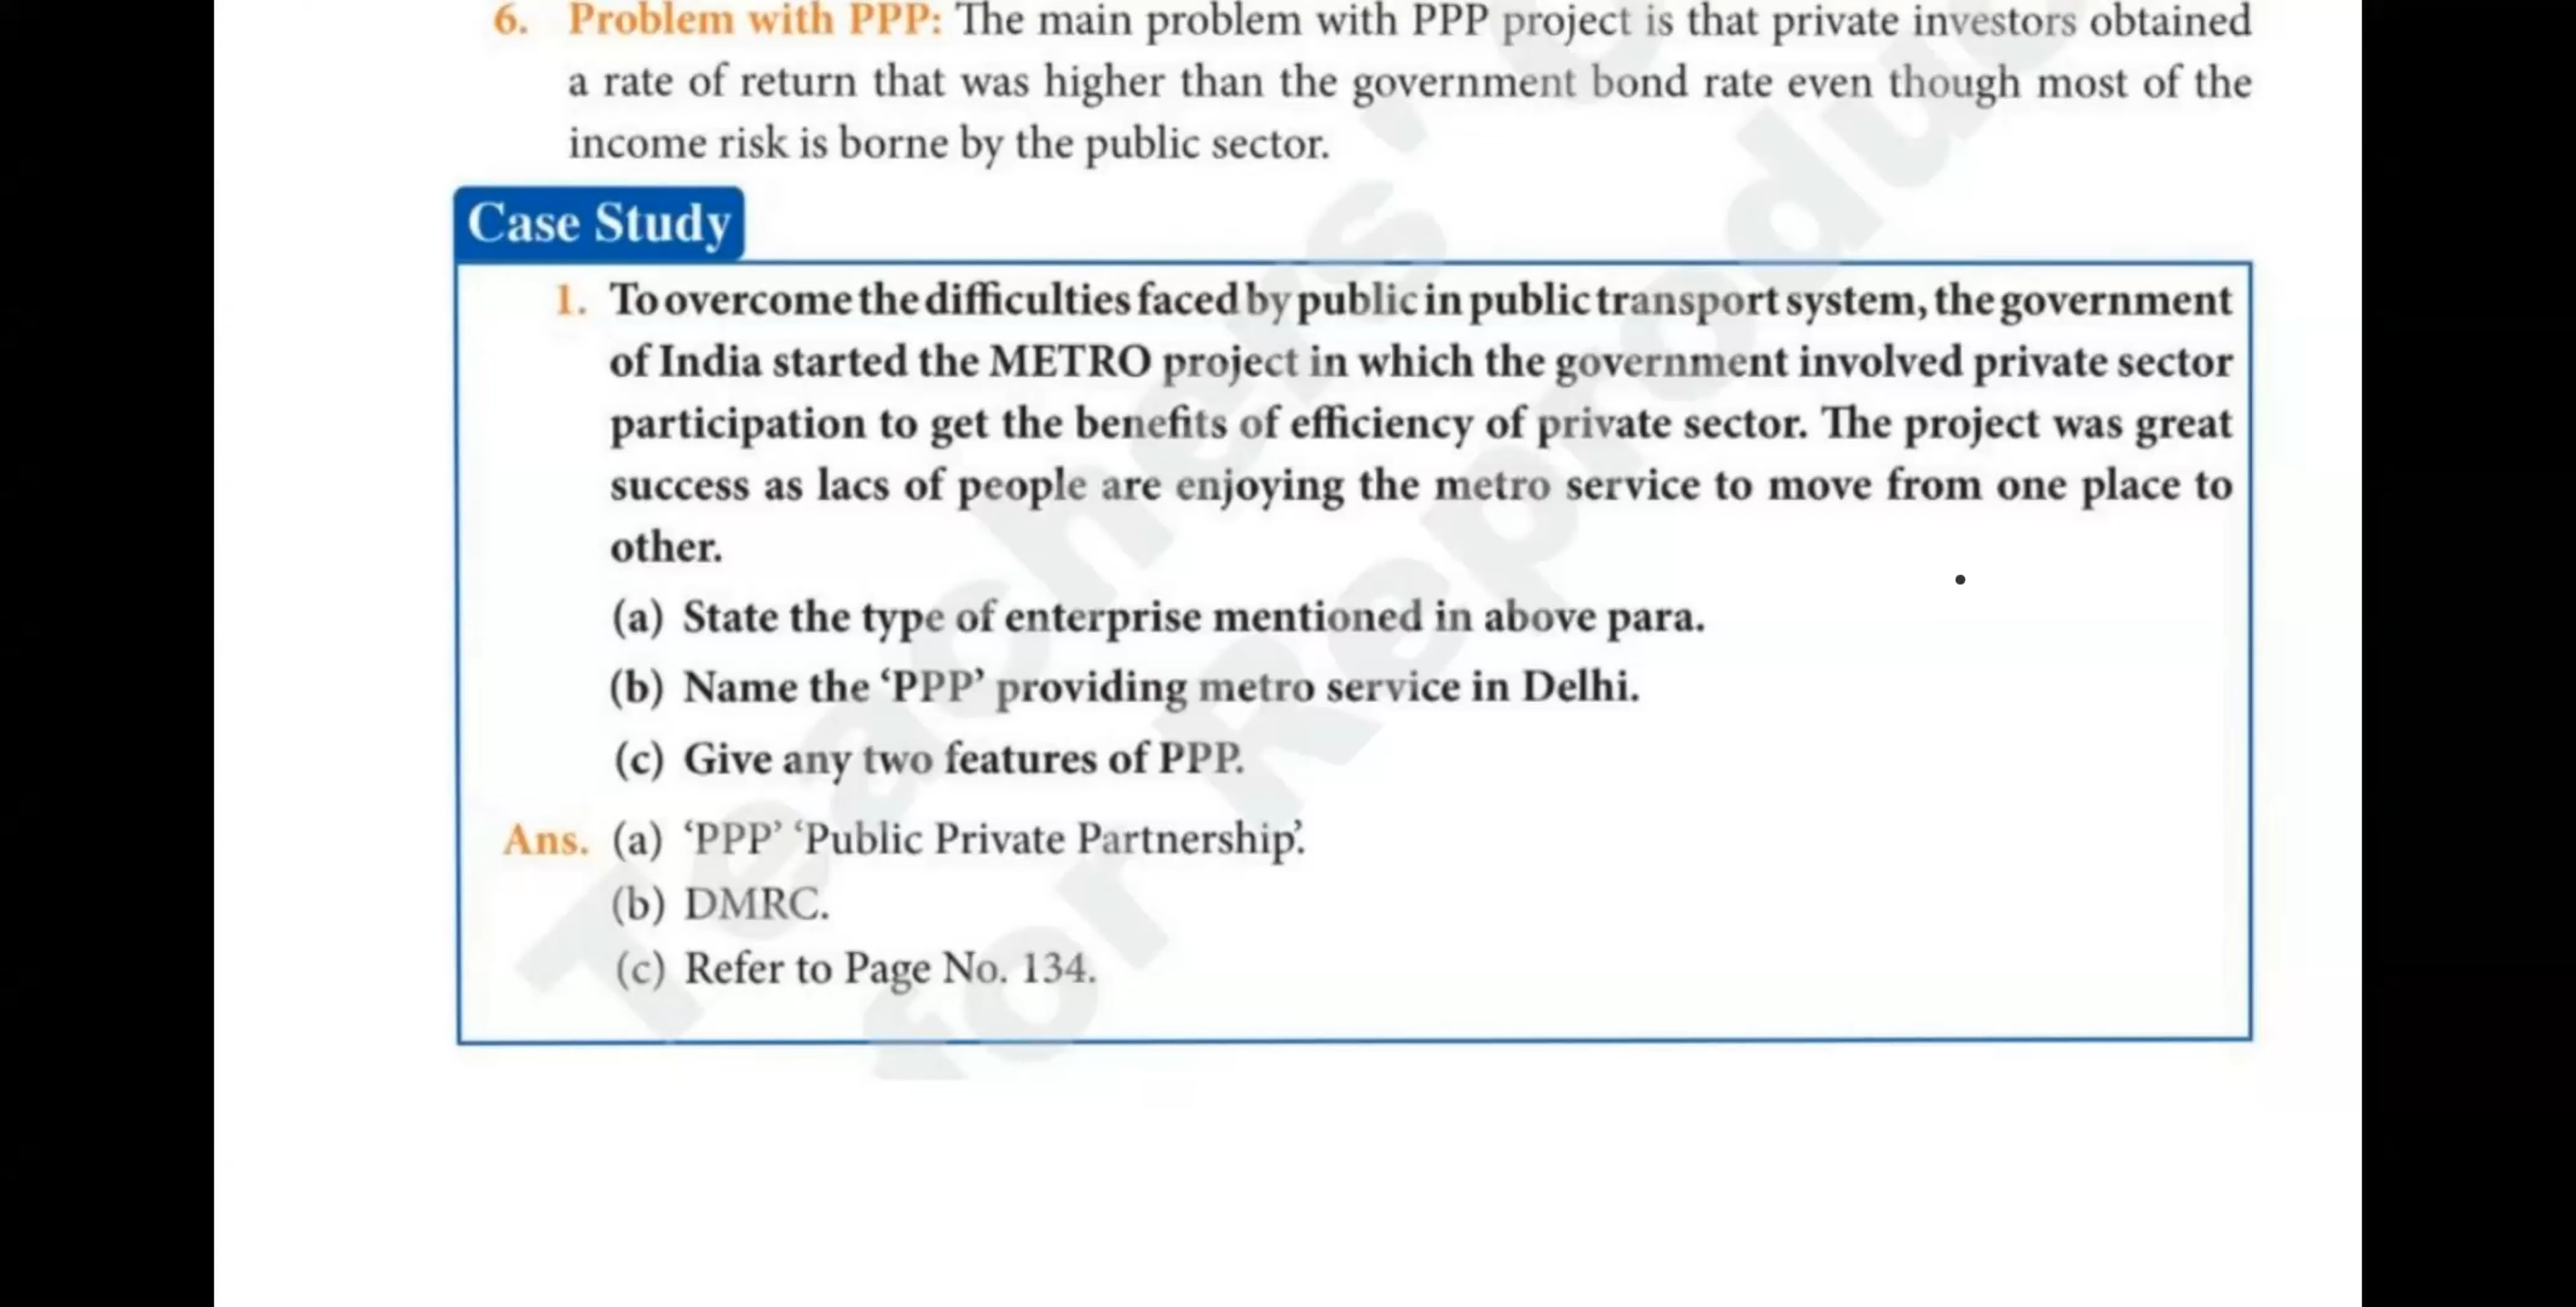 6. Problem with PPP: The main problem with PPP project is that private investors obtained
a rate of return that was higher than the government bond rate even though most of the
income risk is borne by the public sector.
Case Study
1. To overcome the difficulties faced by public in public transport system, the government
of India started the METRO project in which the government involved private sector
participation to get the benefits of efficiency of private sector. The project was great
success as lacs of people are enjoying the metro service to move from one place to
other.
(a) State the type of enterprise mentioned in above para.
(b) Name the ‘PPP’ providing metro service in Delhi.
(c) Give any two features of PPP.
Ans. (a) ‘PPP’ ‘Public Private Partnership’.
(b) DMRC.
(c) Refer to Page No. 134.
Teachers'
for Reprodu